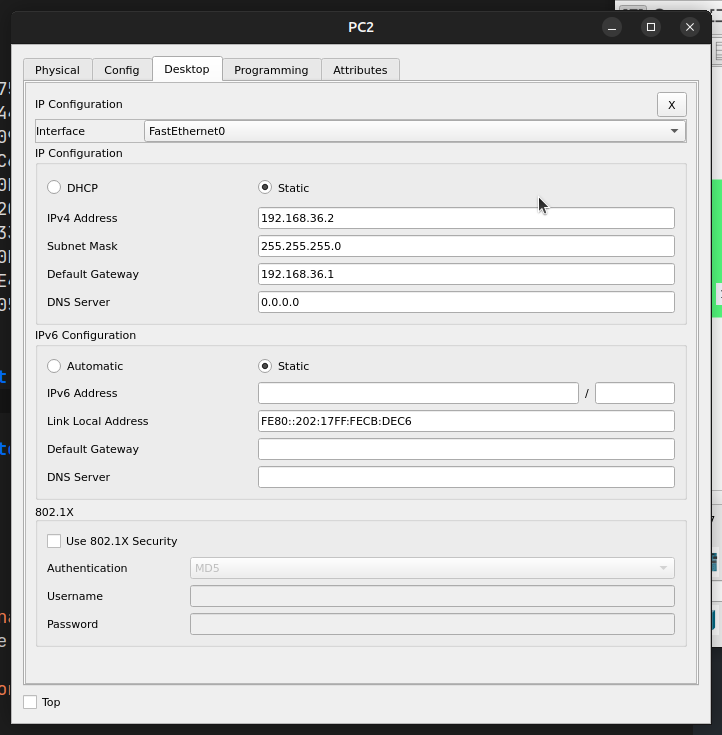 PC2
Physical Config Desktop Programming Attributes
IP Configuration X
Interface FastEthernet0
IP Configuration
DHCP Static
IPv4 Address 192.168.36.2
Subnet Mask 255.255.255.0
Default Gateway 192.168.36.1
DNS Server 0.0.0.0
IPv6 Configuration
Automatic Static
IPv6 Address /
Link Local Address FE80::202:17FF:FECB:DEC6
Default Gateway
DNS Server
802.1X
Use 802.1X Security
Authentication MD5
Username
Password
Top